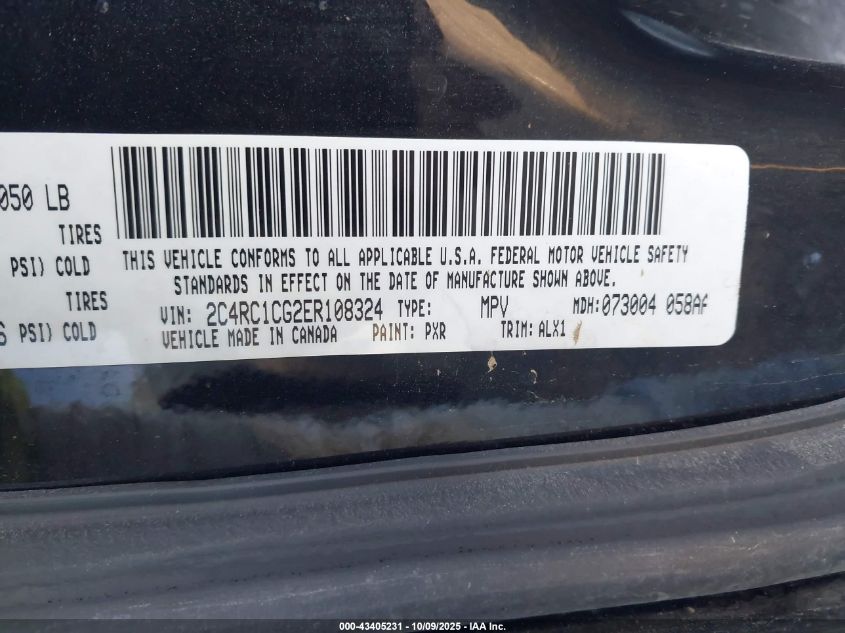 050 LB
TIRES
PSI) COLD
TIRES
PSI) COLD
THIS VEHICLE CONFORMS TO ALL APPLICABLE U.S.A. FEDERAL MOTOR VEHICLE SAFETY
STANDARDS IN EFFECT ON THE DATE OF MANUFACTURE SHOWN ABOVE.
VIN: 2C4RC1CG2ER108324 TYPE: MPV MDH:073004 058AA
VEHICLE MADE IN CANADA PAINT: PXR TRIM: ALX1
000-43405231 - 10/09/2025 - IAA Inc.